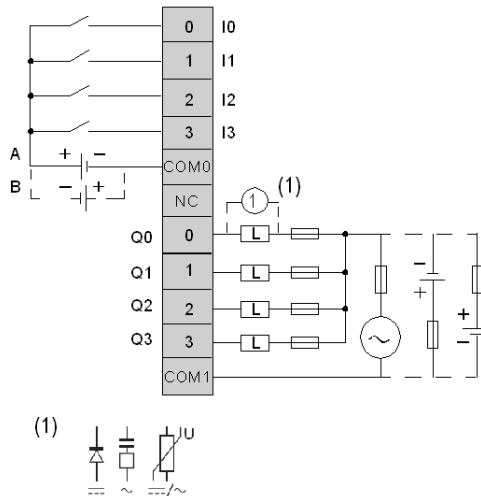 0 I0
1 I1
2 I2
3 I3
A + − COM0
B − +
NC
1 (1)
Q0 0 L
Q1 1 L
Q2 2 L
Q3 3 L
− + + −
~
COM1
(1)
U
~ /~